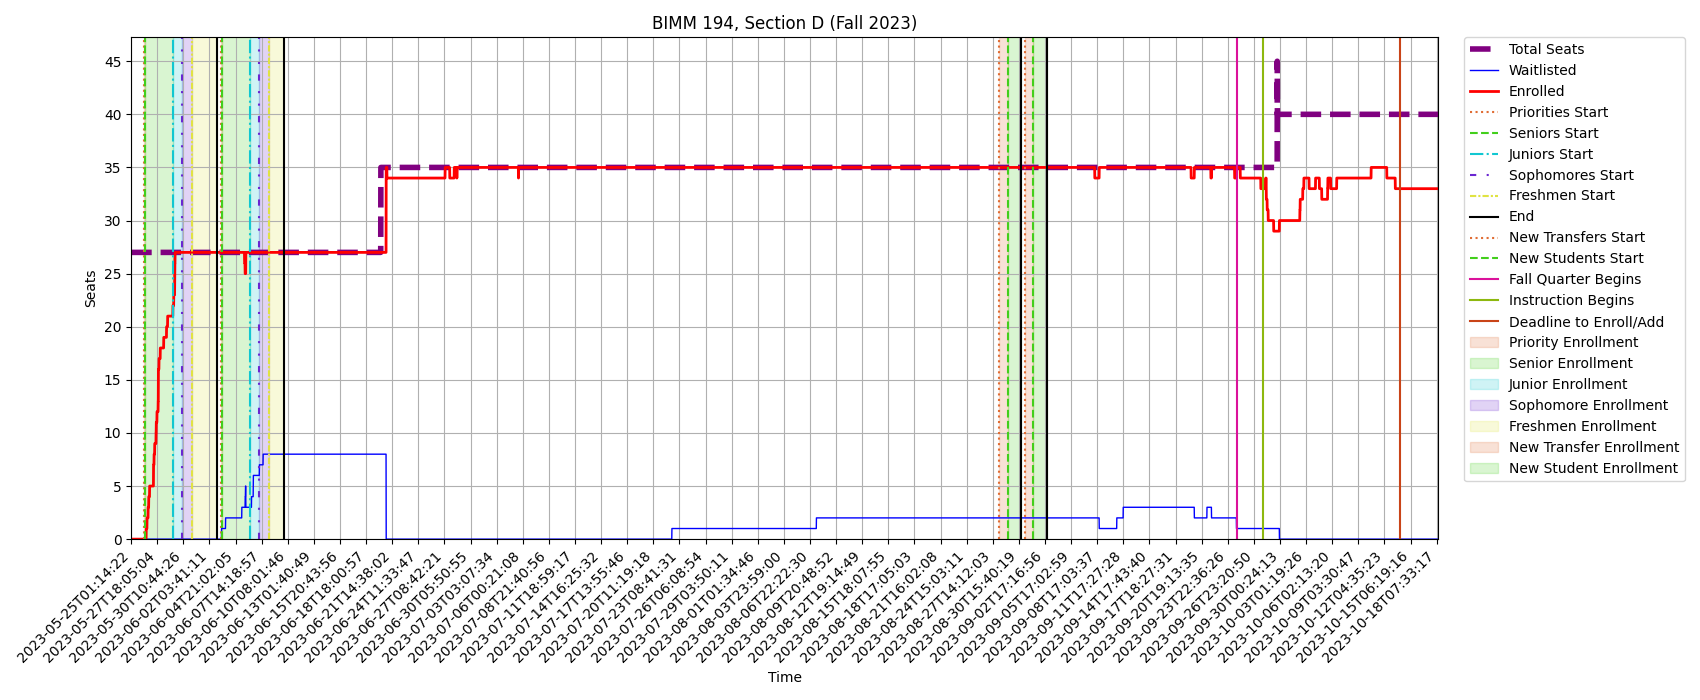 BIMM 194, Section D (Fall 2023)
Seats
45
40
35
30
25
20
15
10
5
0
2023-05-25T01:14:22
2023-05-27T18:05:04
2023-05-30T10:44:26
2023-06-02T03:41:11
2023-06-04T21:02:05
2023-06-07T14:18:57
2023-06-10T08:01:46
2023-06-13T01:40:49
2023-06-15T20:43:56
2023-06-18T18:00:57
2023-06-21T14:38:02
2023-06-24T11:33:47
2023-06-27T08:42:21
2023-06-30T05:50:55
2023-07-03T03:07:34
2023-07-06T00:21:08
2023-07-08T21:40:56
2023-07-11T18:59:17
2023-07-14T16:25:32
2023-07-17T13:55:46
2023-07-20T11:19:18
2023-07-23T08:41:31
2023-07-26T06:08:54
2023-07-29T03:50:11
2023-08-01T01:34:46
2023-08-03T23:59:00
2023-08-06T22:22:30
2023-08-09T20:48:52
2023-08-12T19:14:49
2023-08-15T18:07:55
2023-08-18T17:05:03
2023-08-21T16:02:08
2023-08-24T15:03:11
2023-08-27T14:12:03
2023-08-30T15:40:19
2023-09-02T17:16:56
2023-09-05T17:02:59
2023-09-08T17:03:37
2023-09-11T17:27:28
2023-09-14T17:43:40
2023-09-17T18:27:31
2023-09-20T19:13:35
2023-09-23T22:36:26
2023-09-26T23:20:50
2023-09-30T00:24:13
2023-10-03T01:19:26
2023-10-06T02:13:20
2023-10-09T03:30:47
2023-10-12T04:35:23
2023-10-15T06:19:16
2023-10-18T07:33:17
Time
Total Seats
Waitlisted
Enrolled
Priorities Start
Seniors Start
Juniors Start
Sophomores Start
Freshmen Start
End
New Transfers Start
New Students Start
Fall Quarter Begins
Instruction Begins
Deadline to Enroll/Add
Priority Enrollment
Senior Enrollment
Junior Enrollment
Sophomore Enrollment
Freshmen Enrollment
New Transfer Enrollment
New Student Enrollment